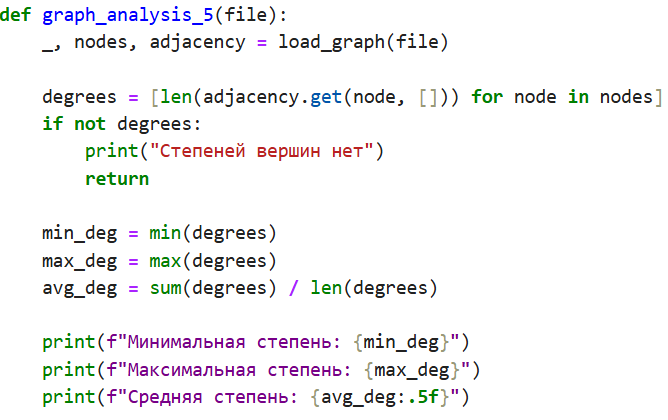 def graph_analysis_5(file):
    _, nodes, adjacency = load_graph(file)

    degrees = [len(adjacency.get(node, [])) for node in nodes]
    if not degrees:
        print("Степеней вершин нет")
        return

    min_deg = min(degrees)
    max_deg = max(degrees)
    avg_deg = sum(degrees) / len(degrees)

    print(f"Минимальная степень: {min_deg}")
    print(f"Максимальная степень: {max_deg}")
    print(f"Средняя степень: {avg_deg:.5f}")